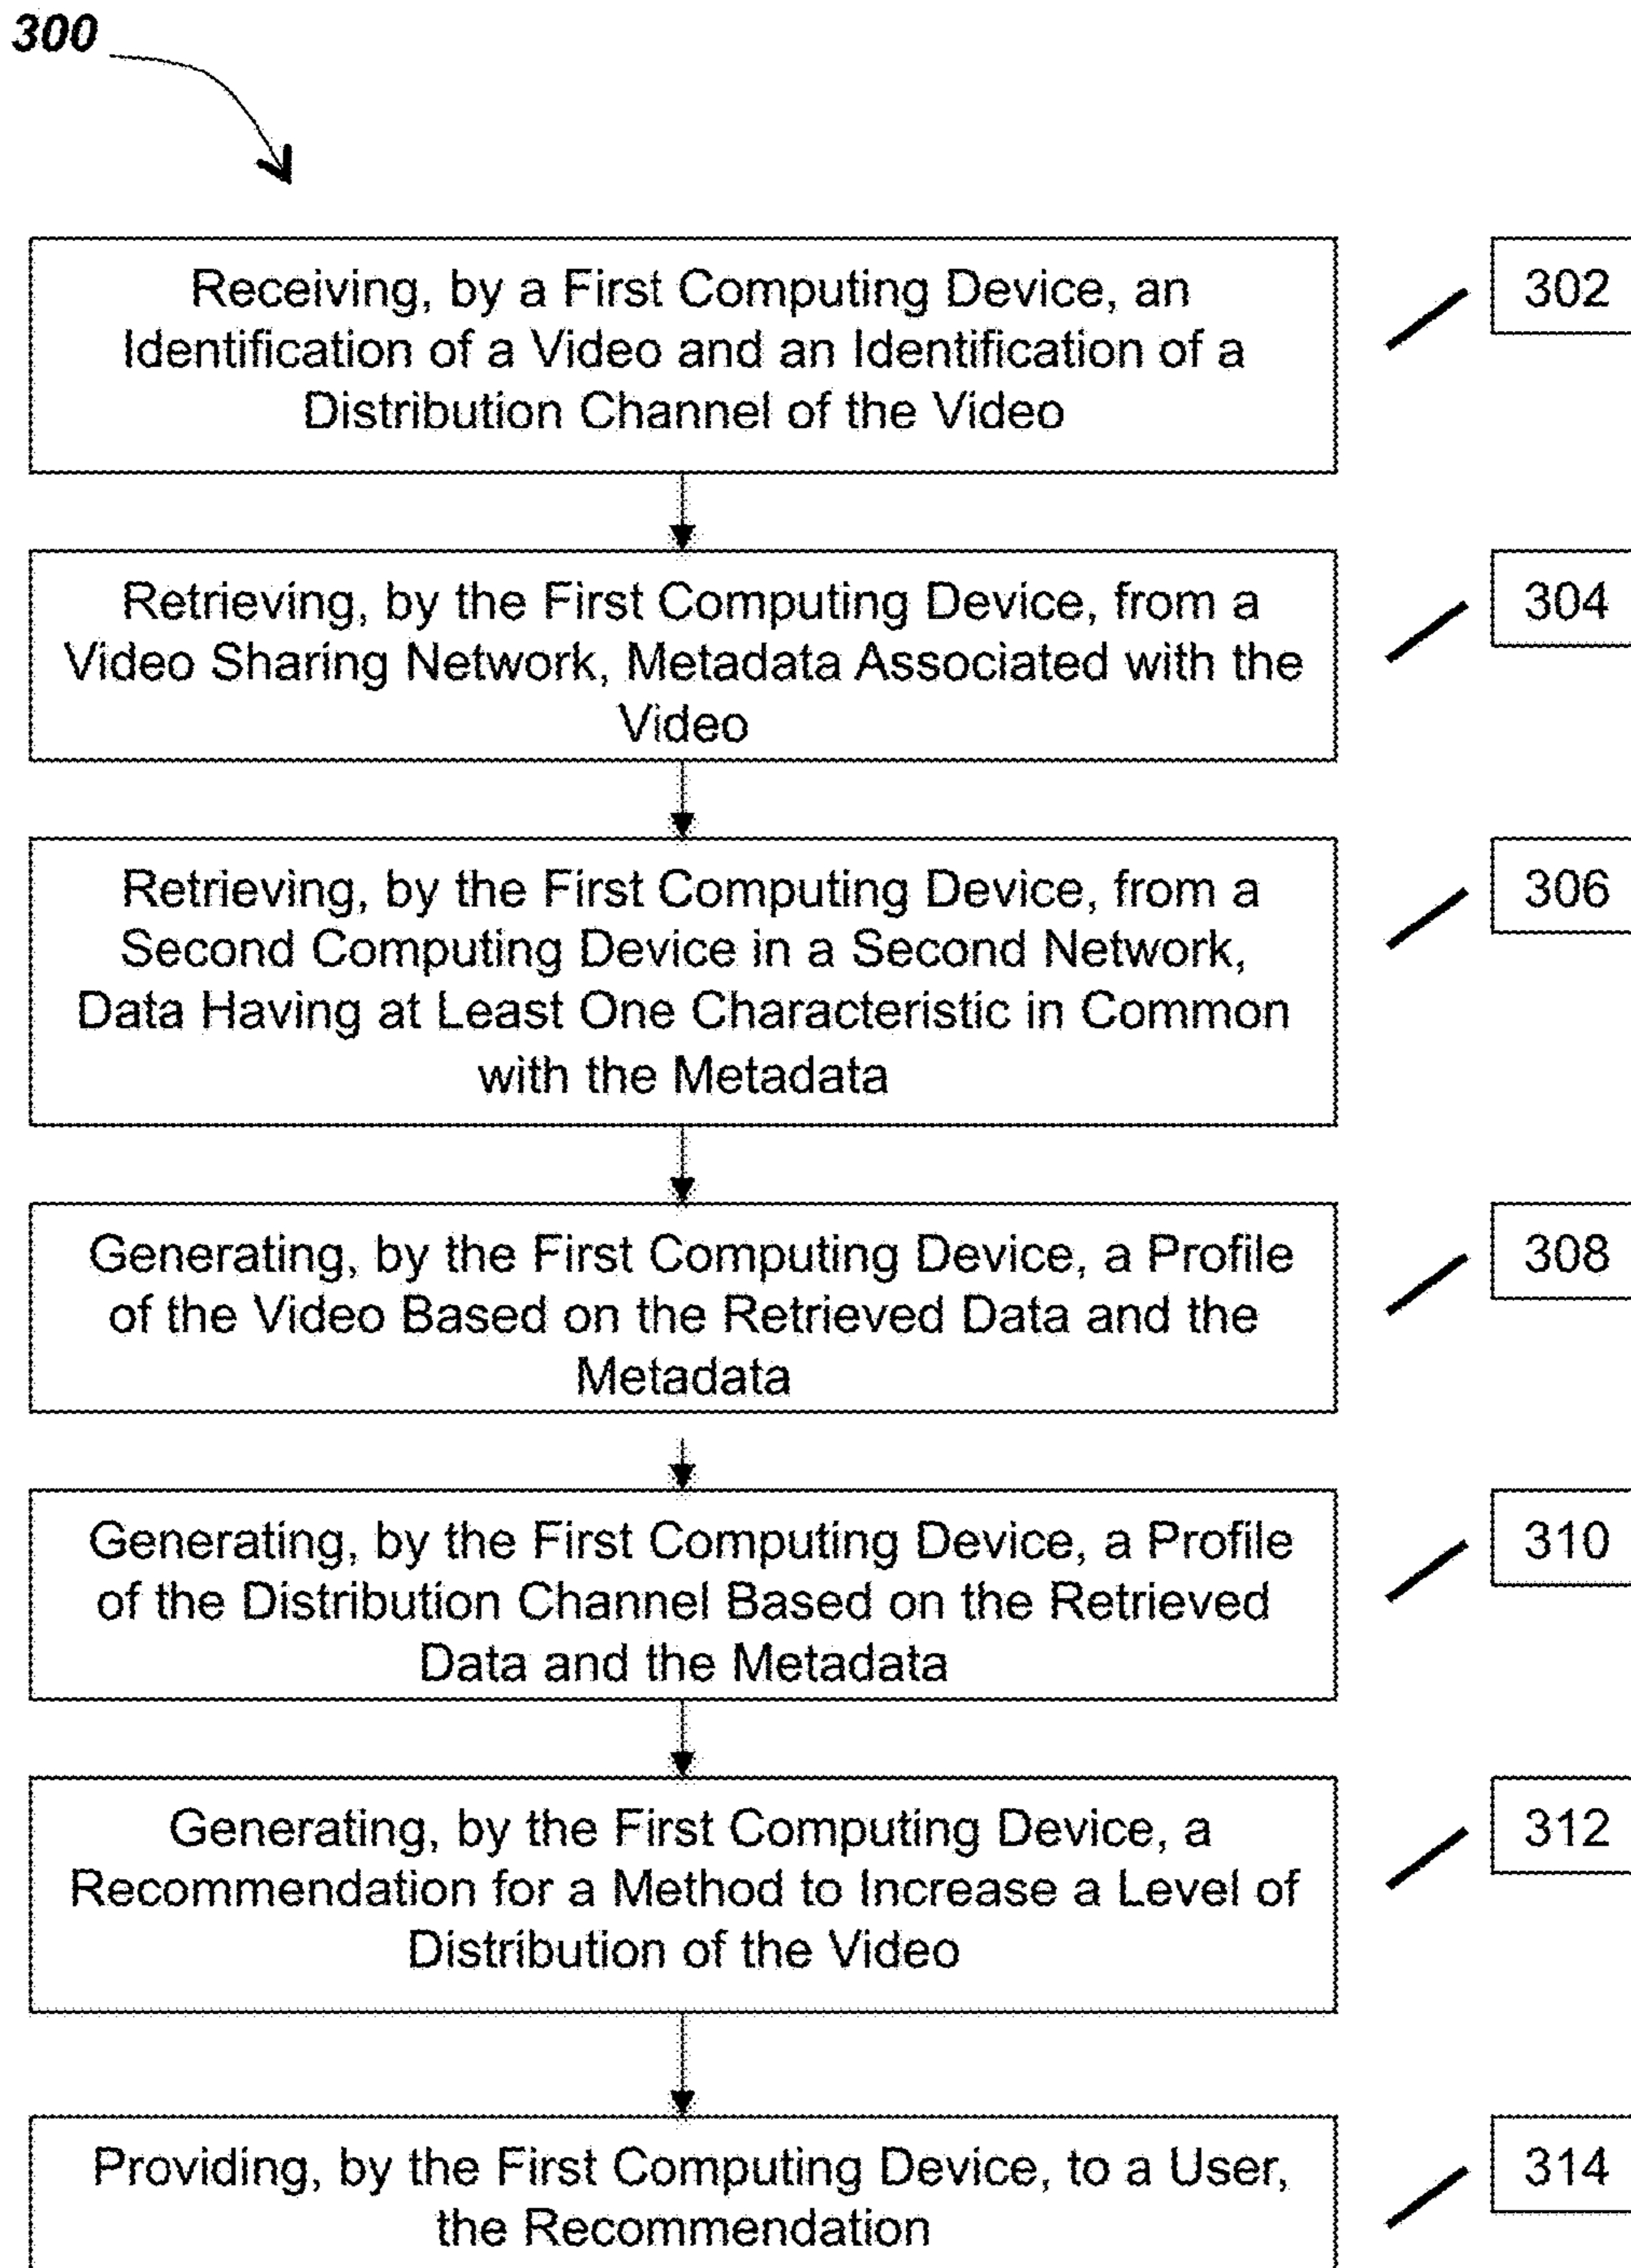 300
Receiving, by a First Computing Device, an
Identification of a Video and an Identification of a
Distribution Channel of the Video
302
Retrieving, by the First Computing Device, from a
Video Sharing Network, Metadata Associated with the
Video
304
Retrieving, by the First Computing Device, from a
Second Computing Device in a Second Network,
Data Having at Least One Characteristic in Common
with the Metadata
306
Generating, by the First Computing Device, a Profile
of the Video Based on the Retrieved Data and the
Metadata
308
Generating, by the First Computing Device, a Profile
of the Distribution Channel Based on the Retrieved
Data and the Metadata
310
Generating, by the First Computing Device, a
Recommendation for a Method to Increase a Level of
Distribution of the Video
312
Providing, by the First Computing Device, to a User,
the Recommendation
314